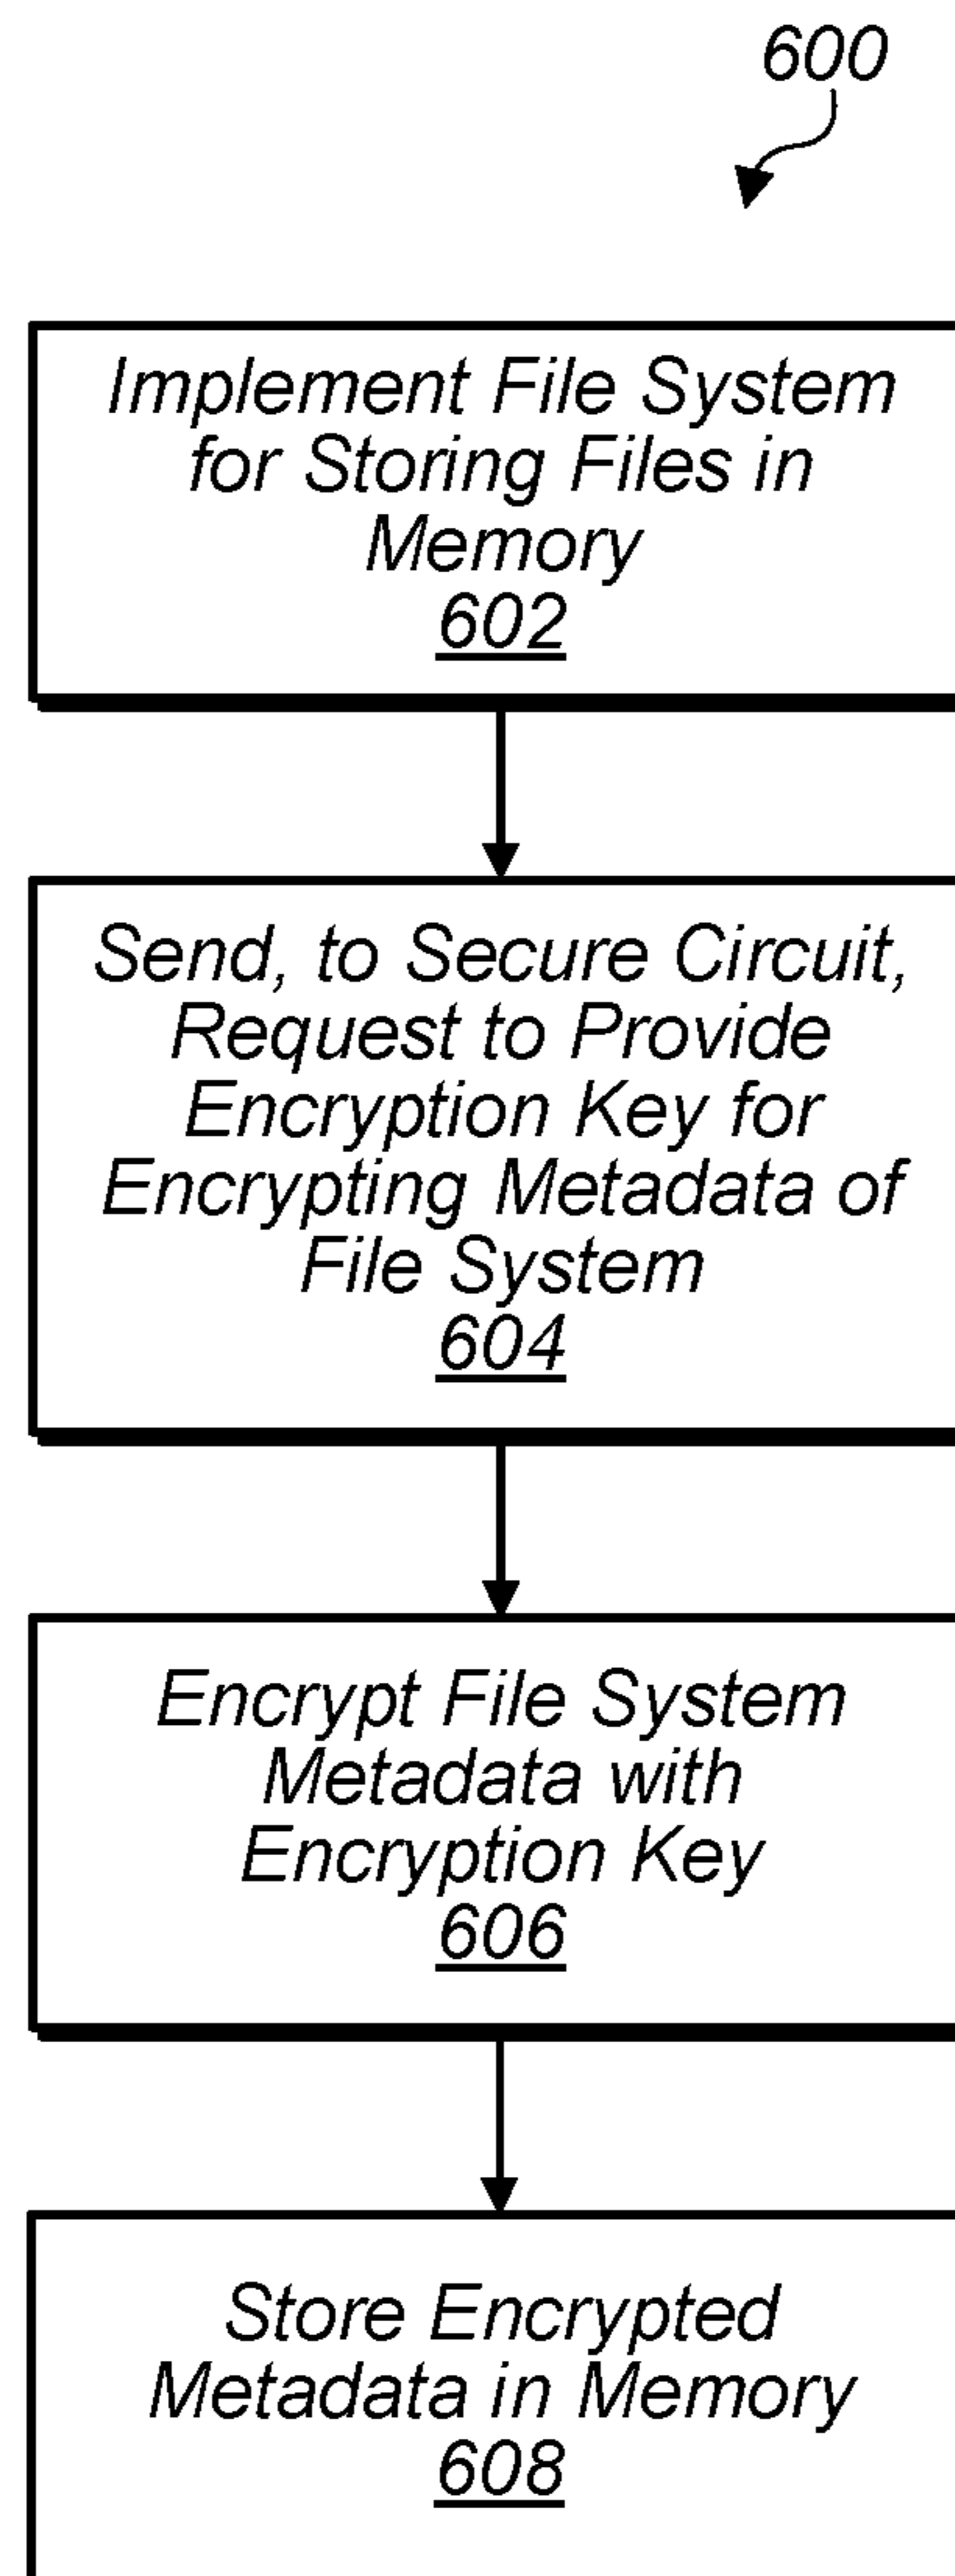 600
Implement File System
for Storing Files in
Memory
602
Send, to Secure Circuit,
Request to Provide
Encryption Key for
Encrypting Metadata of
File System
604
Encrypt File System
Metadata with
Encryption Key
606
Store Encrypted
Metadata in Memory
608